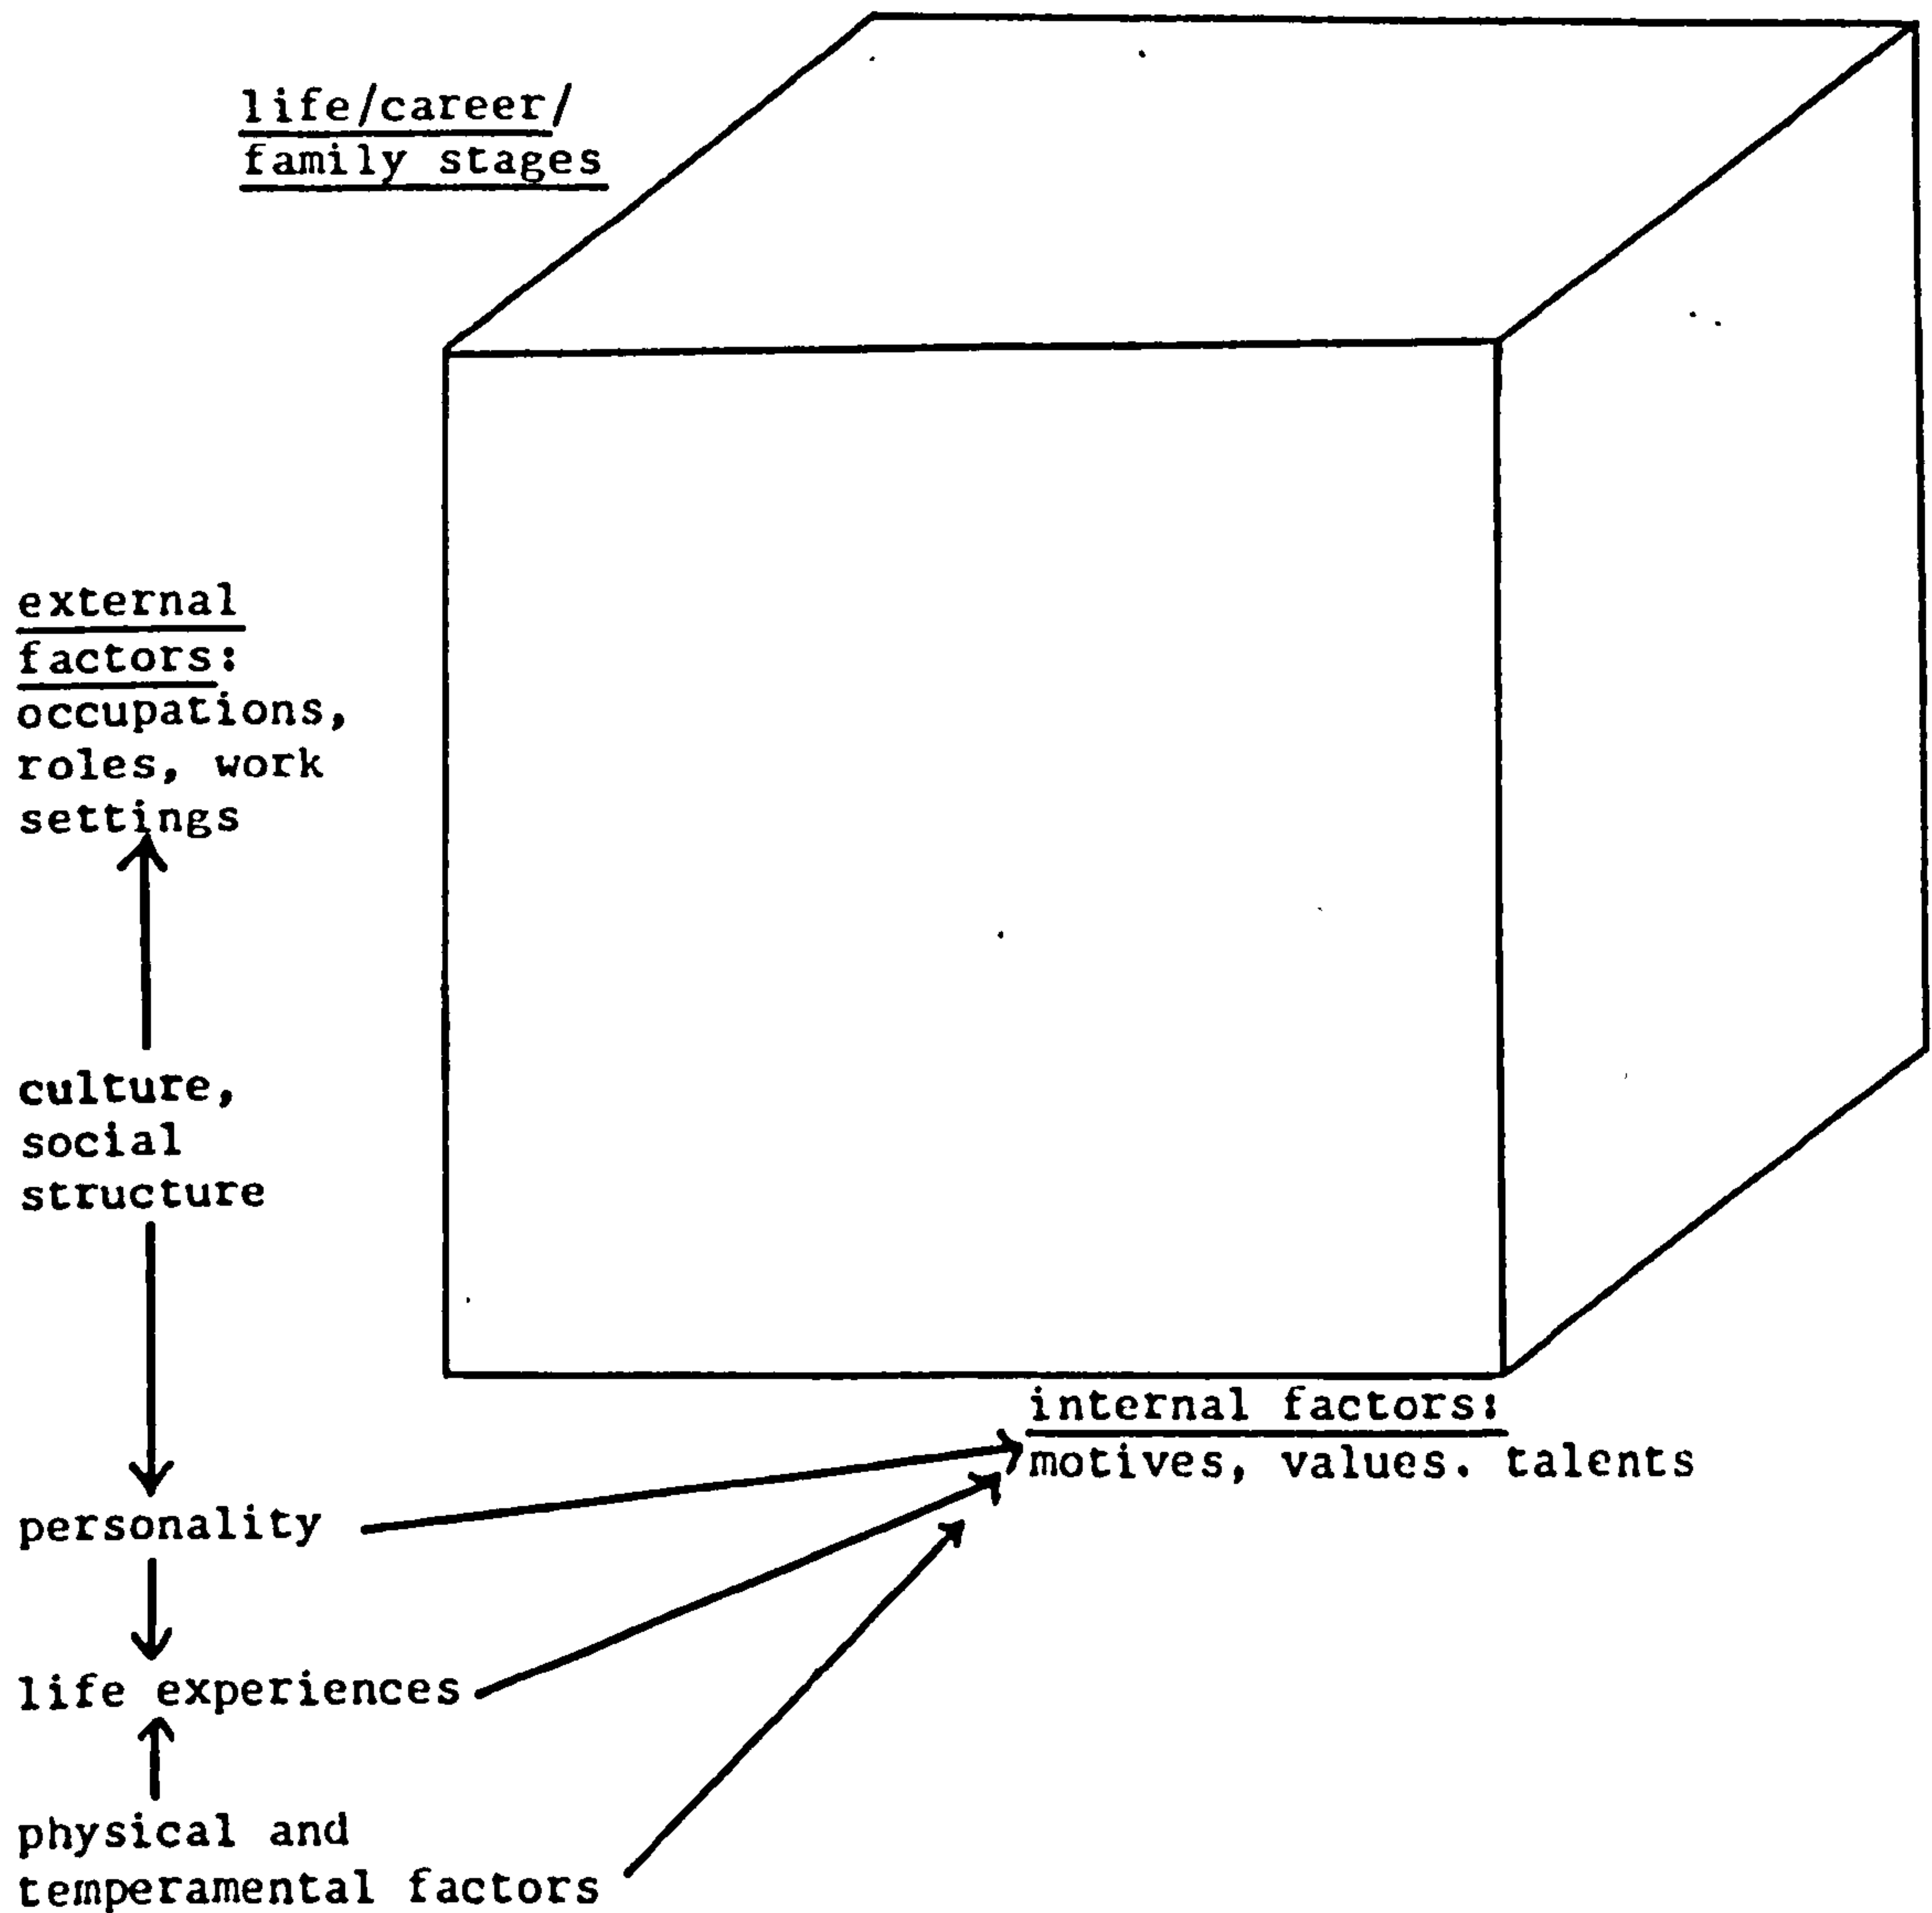 life/career/
family stages
external
factors:
occupations,
roles, work
settings
culture,
social
structure
internal factors:
motives, values. talents
personality
life experiences
physical and
temperamental factors